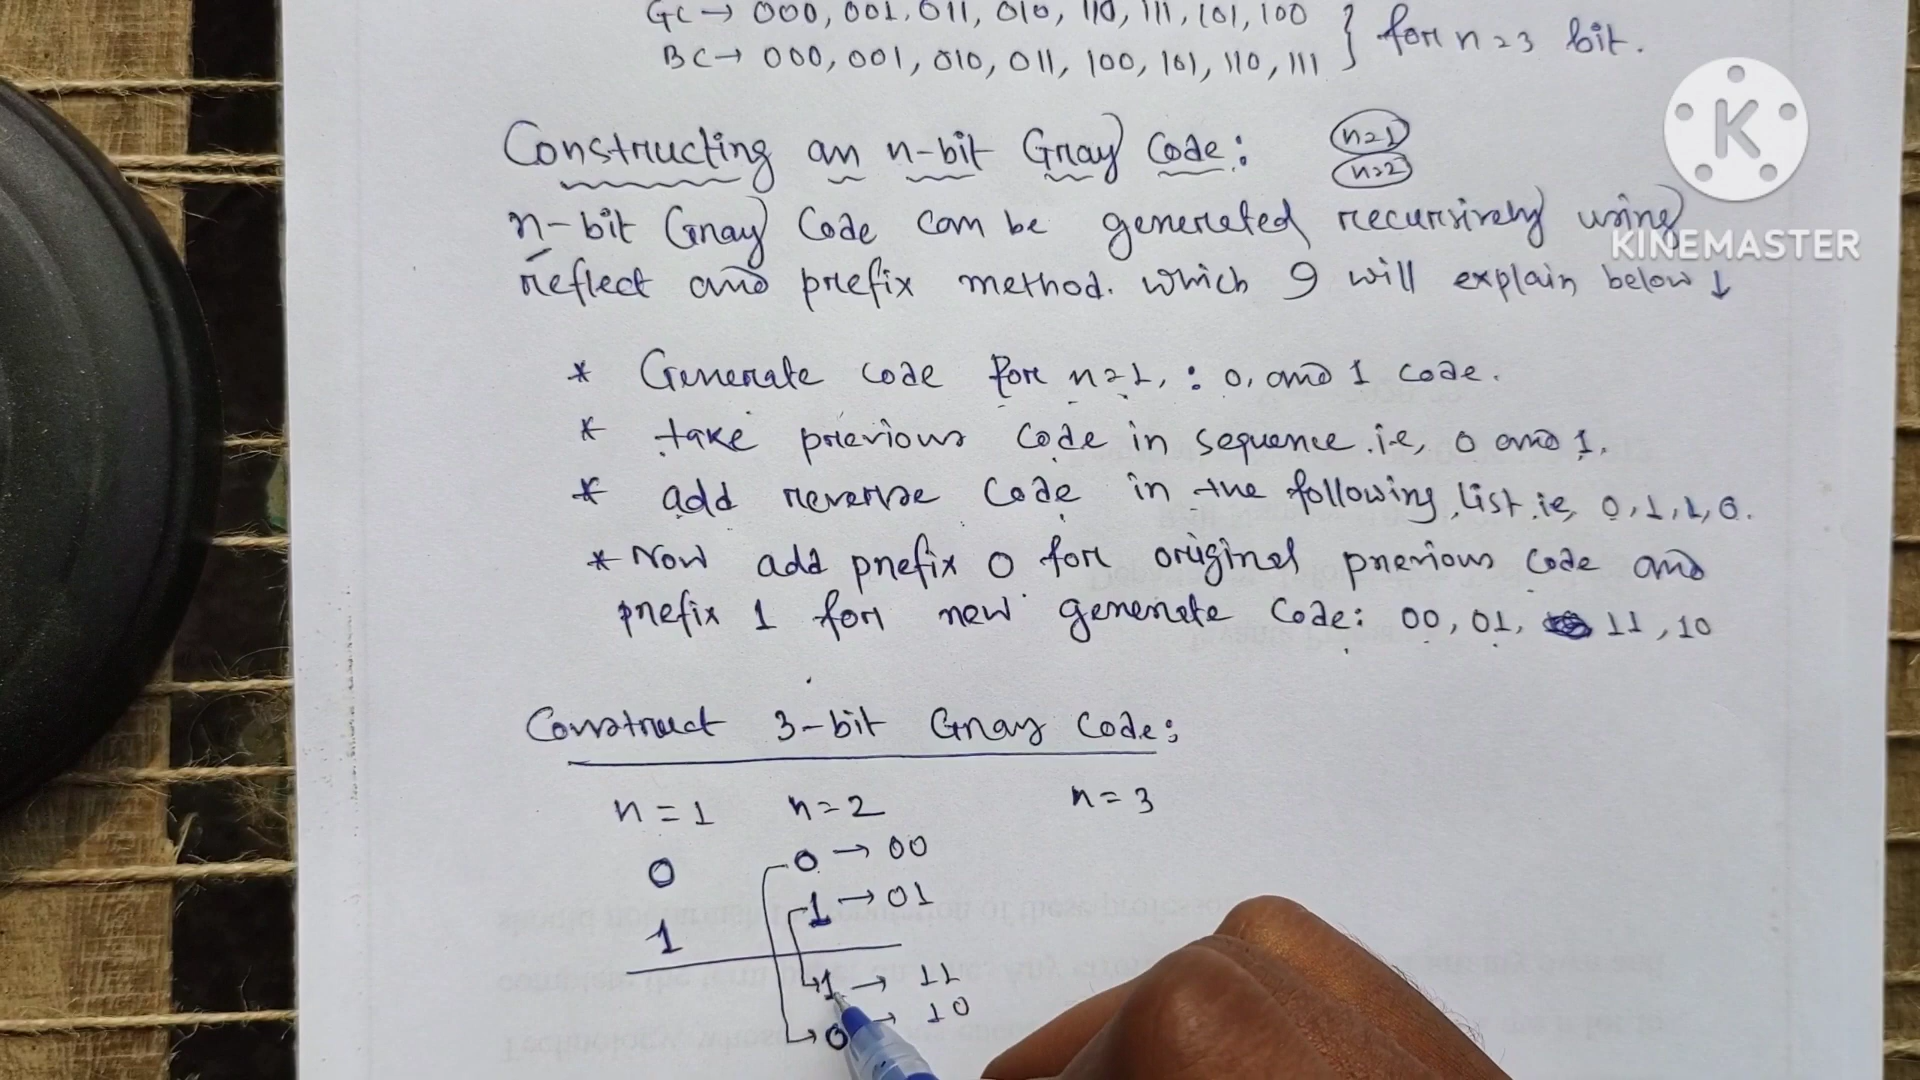 GC → 000, 001, 011, 010, 110, 111, 101, 100
BC → 000, 001, 010, 011, 100, 101, 110, 111 } for n=3 bit.
Constructing an n-bit Gray Code: n=1
n=2
n-bit Gray Code can be generated recursively using
reflect and prefix method. which I will explain below ↓
* Generate code for n=1, : 0, and 1 code.
* take previous code in sequence .i.e, 0 and 1.
* add reverse code in the following list .ie, 0, 1, 1, 0.
* Now add prefix 0 for original previous code and
prefix 1 for new generate code: 00, 01, 11, 10
Construct 3-bit Gray Code:
n = 1 n = 2 n = 3
0 0 → 00
1 1 → 01
1 → 11
0 → 10
K
KINEMASTER